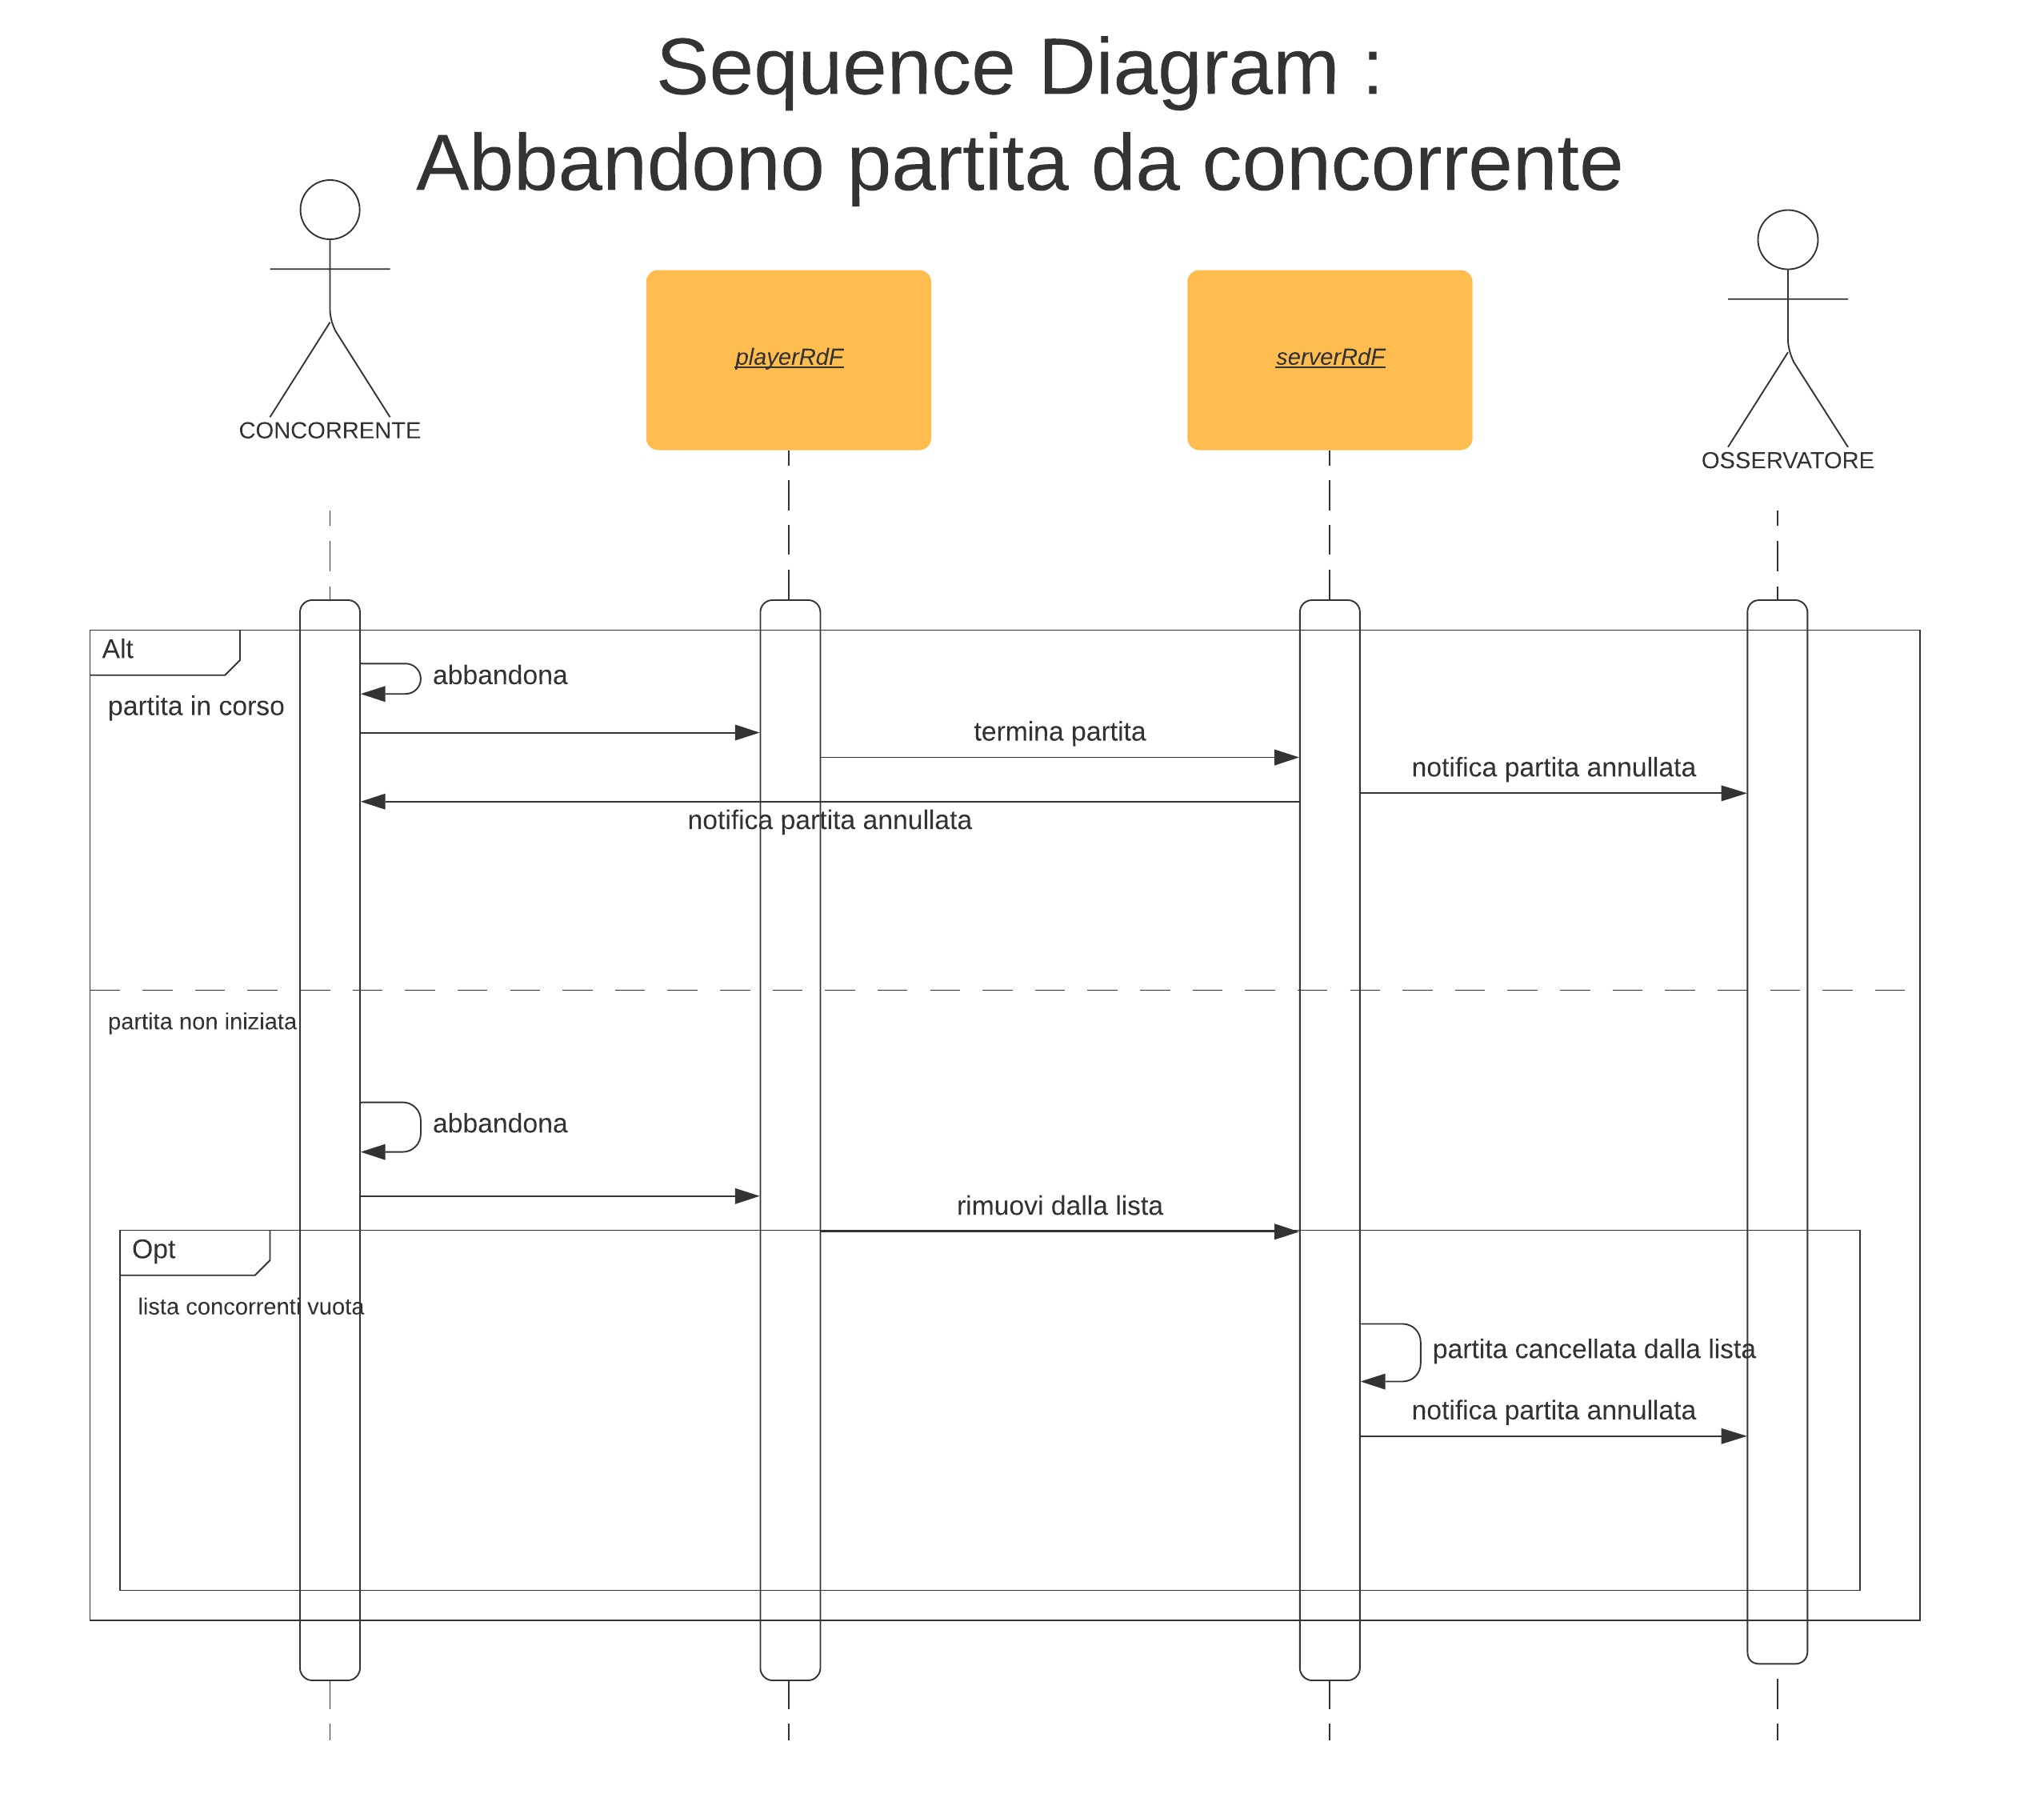 Sequence Diagram :
Abbandono partita da concorrente
CONCORRENTE
playerRdF
serverRdF
OSSERVATORE
Alt
abbandona
partita in corso
termina partita
notifica partita annullata
notifica partita annullata
partita non iniziata
abbandona
rimuovi dalla lista
Opt
lista concorrenti vuota
partita cancellata dalla lista
notifica partita annullata